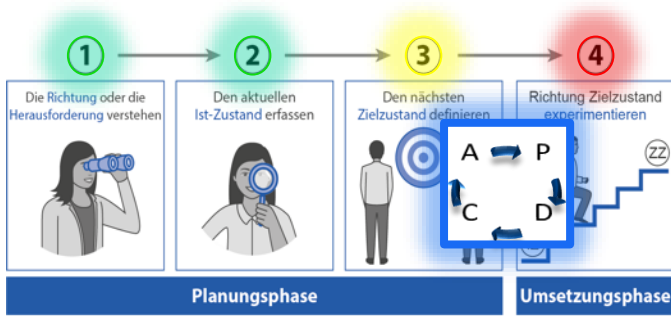 1
2
3
4
Die Richtung oder die
Herausforderung verstehen
Den aktuellen
Ist-Zustand erfassen
Den nächsten
Zielzustand definieren
Richtung Zielzustand
experimentieren
A P
C D
ZZ
Planungsphase
Umsetzungsphase